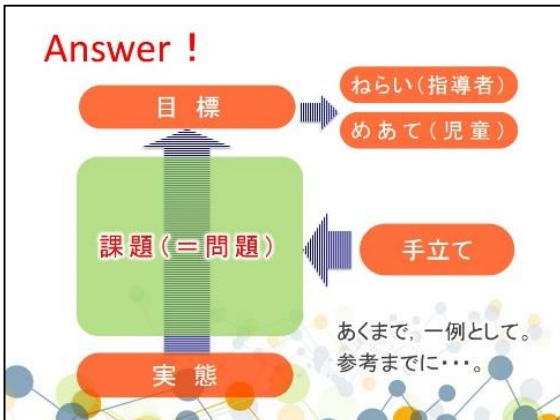 Answer！
目標
ねらい（指導者）
めあて（児童）
課題（＝問題）
手立て
あくまで，一例として。
参考までに・・・。
実態